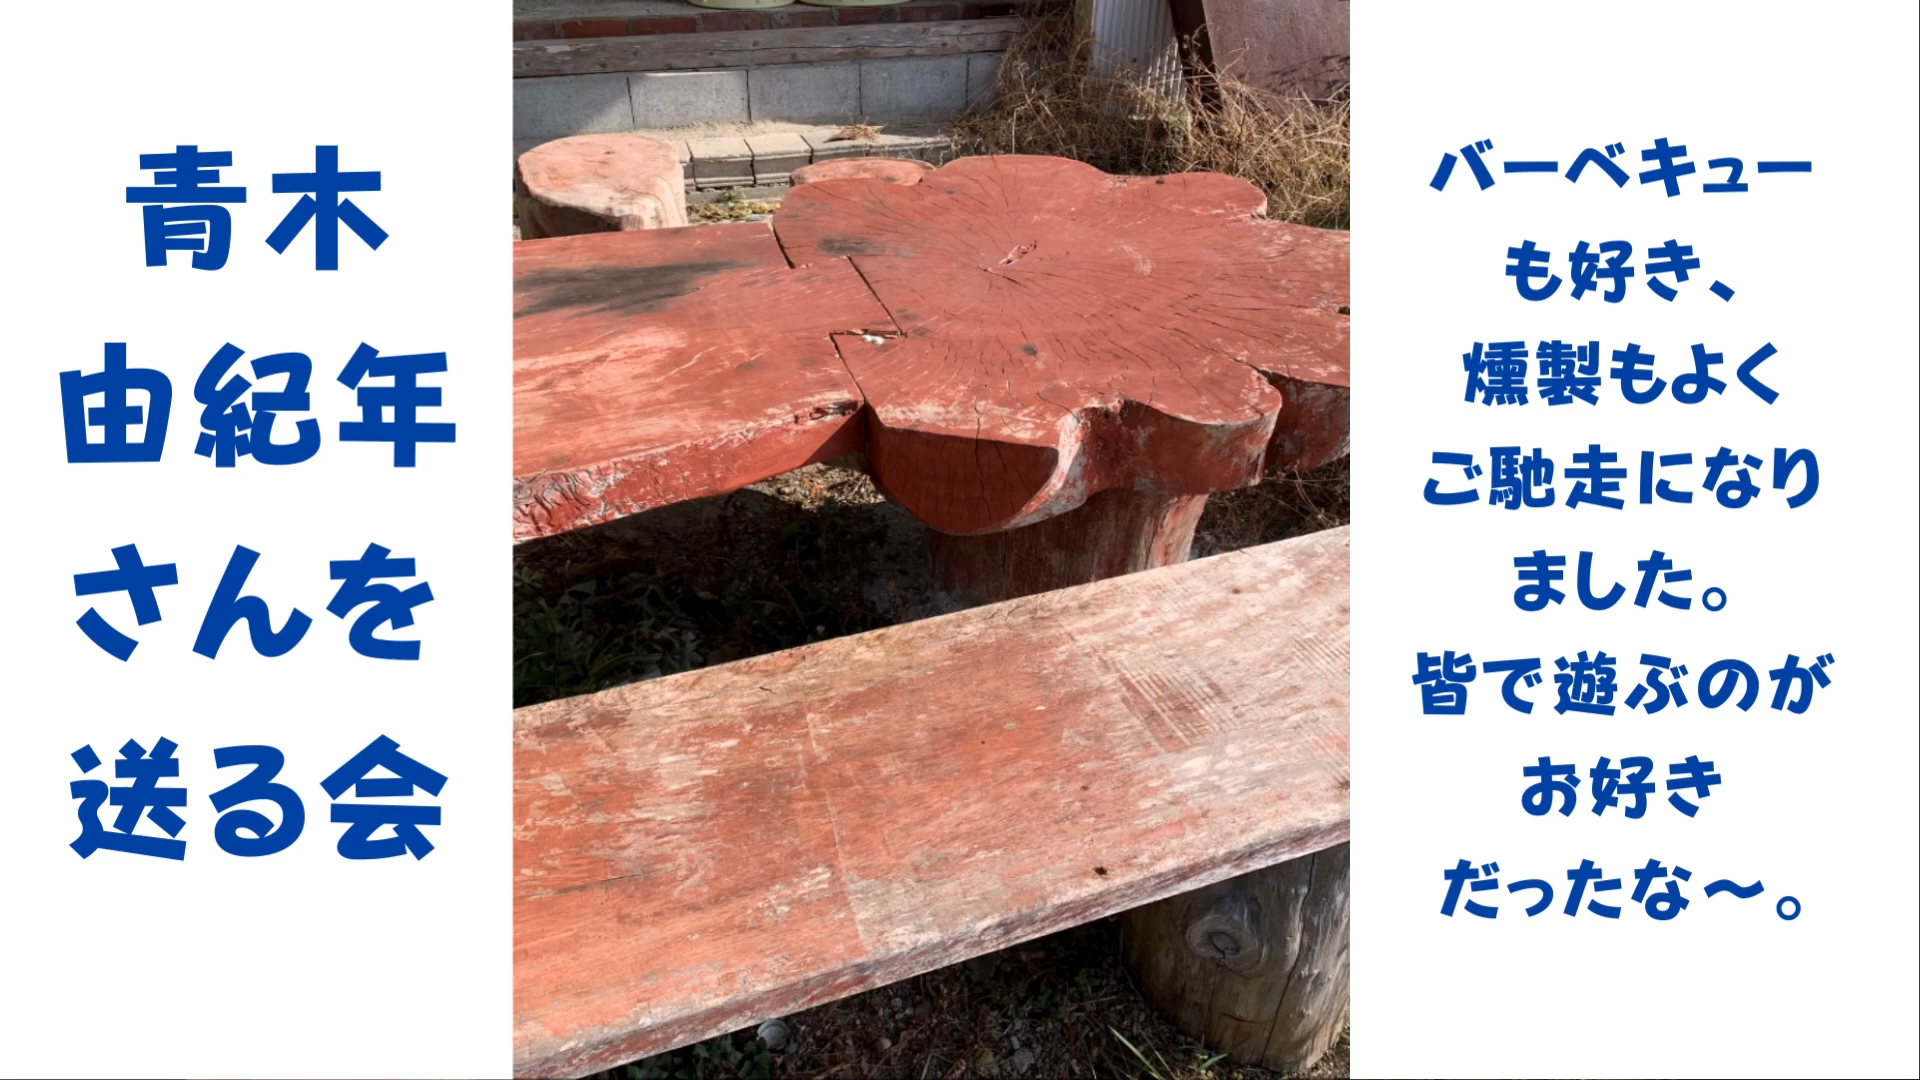 青木
由紀年
さんを
送る会
バーベキュー
も好き、
燻製もよく
ご馳走になり
ました。
皆で遊ぶのが
お好き
だったな～。